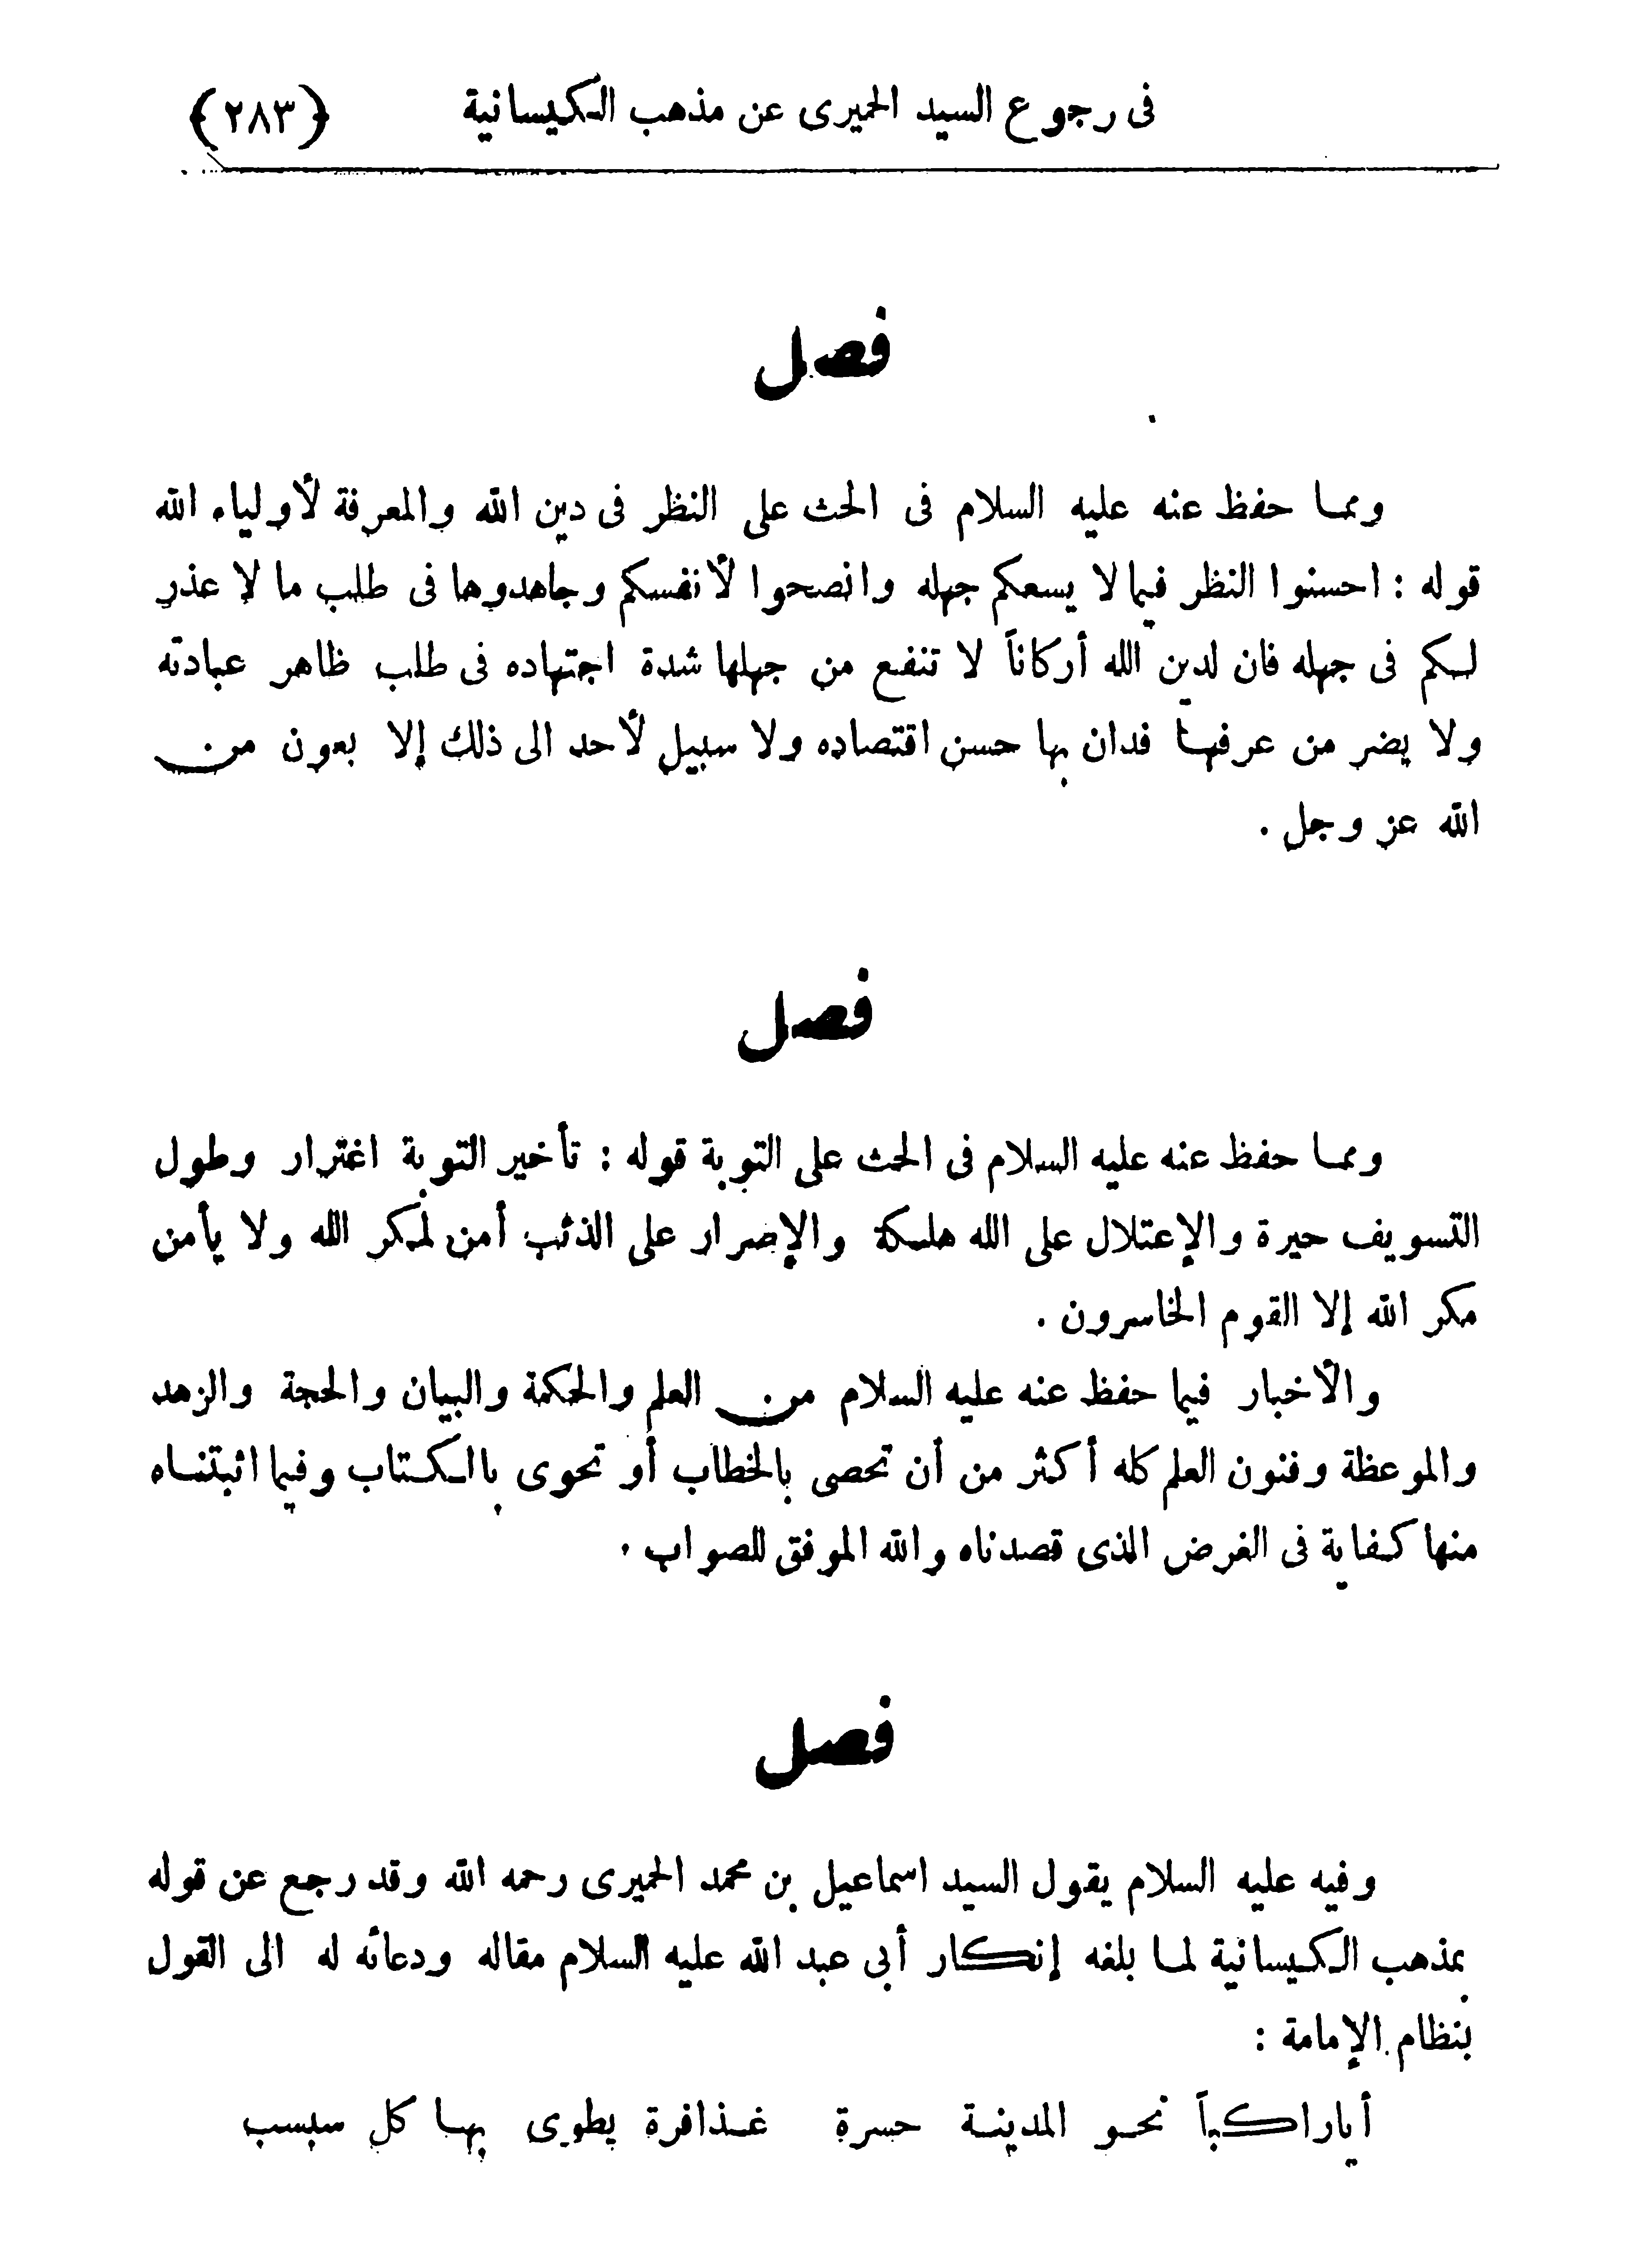 فى رجوع السيد الحميرى عن مذهب الكيسانية ﴿٢٨٣﴾
فصل
ومما حفظ عنه عليه السلام فى الحث على النظر فى دين الله والمعرفة لأولياء الله
قوله : احسنوا النظر فيما لا يسعكم جهله وانصحوا لأنفسكم وجاهدوها فى طلب ما لا عذر
لكم فى جهله فان لدين الله أركاناً لا تنفع من جهلها شدة اجتهاده فى طلب ظاهر عبادته
ولا يضر من عرفها فدان بها حسن اقتصاده ولا سبيل لأحد الى ذلك إلا بعون من
الله عز وجل .
فصل
ومما حفظ عنه عليه السلام فى الحث على التوبة قوله : تأخير التوبة اغترار وطول
التسويف حيرة والإعتلال على الله هلكة والإصرار على الذنب أمن لمكر الله ولا يأمن
مكر الله إلا القوم الخاسرون .
والأخبار فيما حفظ عنه عليه السلام من العلم والحكمة والبيان والحجة والزهد
والموعظة وفنون العلم كله أكثر من أن تحصى بالخطاب أو تحوى بالكتاب وفيما اثبتناه
منها كفاية فى الغرض الذى قصدناه والله الموفق للصواب .
فصل
وفيه عليه السلام يقول السيد اسماعيل بن محمد الحميرى رحمه الله وقد رجع عن قوله
بمذهب الكيسانية لما بلغه إنكار أبى عبد الله عليه السلام مقاله ودعائه له الى القول
بنظام الإمامة :
أياراكباً نحو المدينة حسرة غذافرة يطوى بها كل سبسب